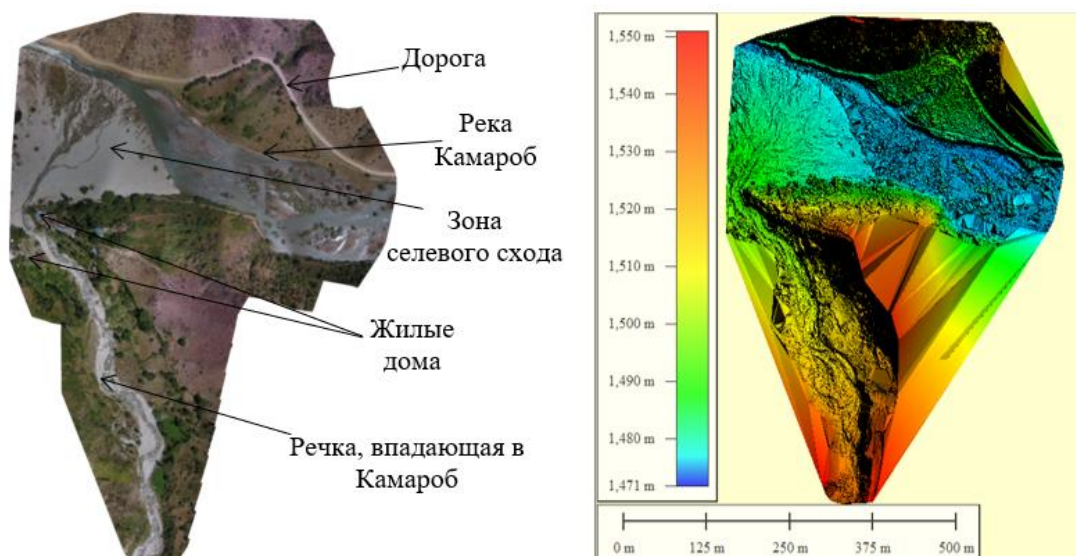 Дорога
Река
Камароб
Зона
селевого схода
Жилые
дома
Речка, впадающая в
Камароб
1,550 m
1,540 m
1,530 m
1,520 m
1,510 m
1,500 m
1,490 m
1,480 m
1,471 m
0 m 125 m 250 m 375 m 500 m